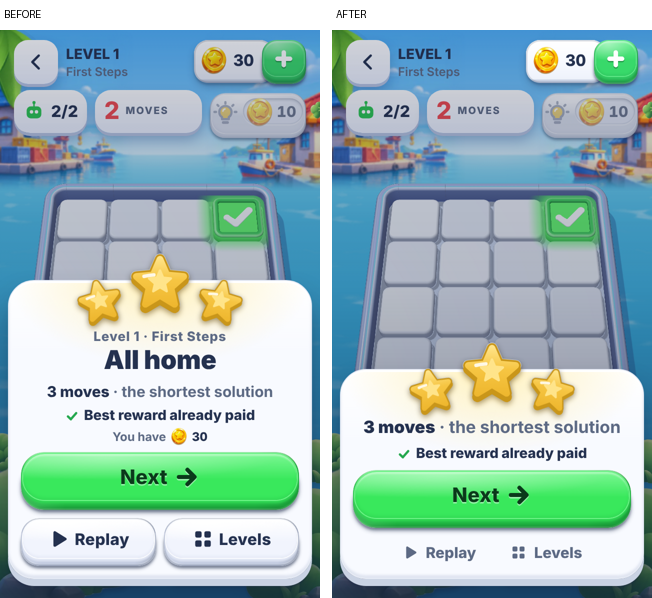 BEFORE
LEVEL 1
First Steps
30
2/2
2 MOVES
10
Level 1 · First Steps
All home
3 moves · the shortest solution
Best reward already paid
You have 30
Next
Replay
Levels
AFTER
LEVEL 1
First Steps
30
2/2
2 MOVES
10
3 moves · the shortest solution
Best reward already paid
Next
Replay
Levels